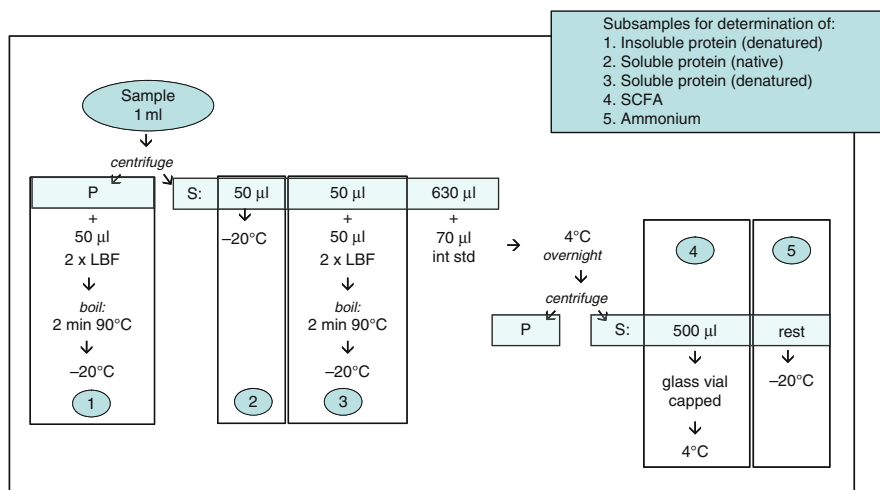 Subsamples for determination of:
1. Insoluble protein (denatured)
2. Soluble protein (native)
3. Soluble protein (denatured)
4. SCFA
5. Ammonium
Sample
1 ml
centrifuge
P
+
50 µl
2 x LBF
boil:
2 min 90°C
–20°C
1
S:
50 µl
–20°C
2
50 µl
+
50 µl
2 x LBF
boil:
2 min 90°C
–20°C
3
630 µl
+
70 µl
int std
4°C
overnight
centrifuge
P
S:
4
500 µl
glass vial
capped
4°C
5
rest
–20°C